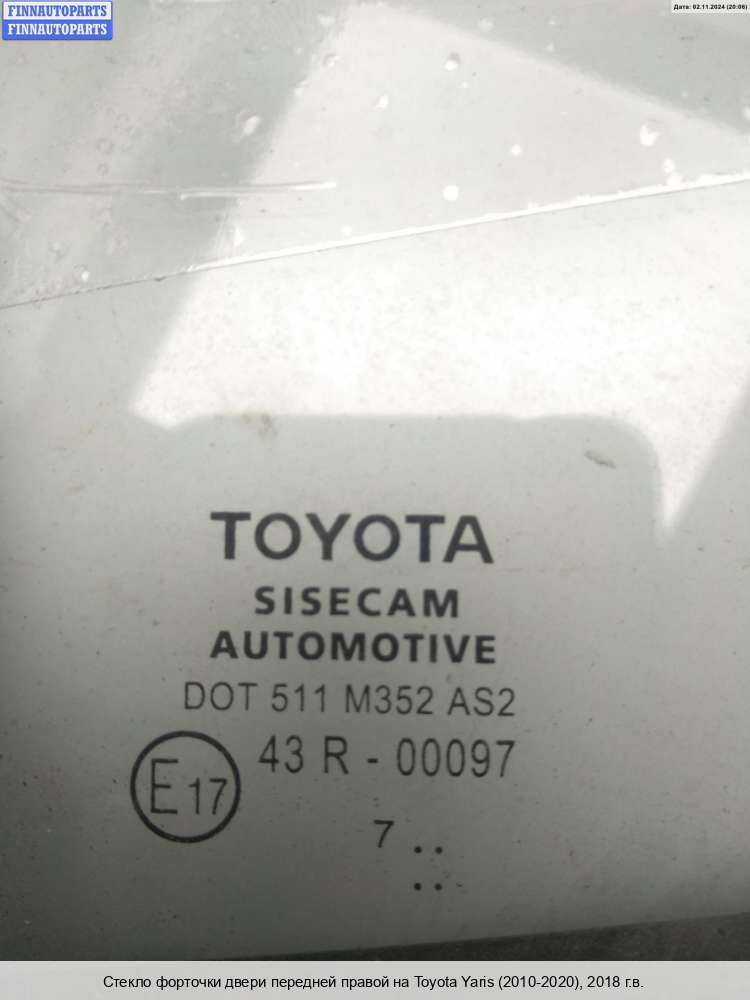 FINNAUTOPARTS
FINNAUTOPARTS
Дата: 02.11.2024 (20:06)
TOYOTA
SISECAM
AUTOMOTIVE
DOT 511 M352 AS2
E17
43 R - 00097
7 ..
..
Стекло форточки двери передней правой на Toyota Yaris (2010-2020), 2018 г.в.